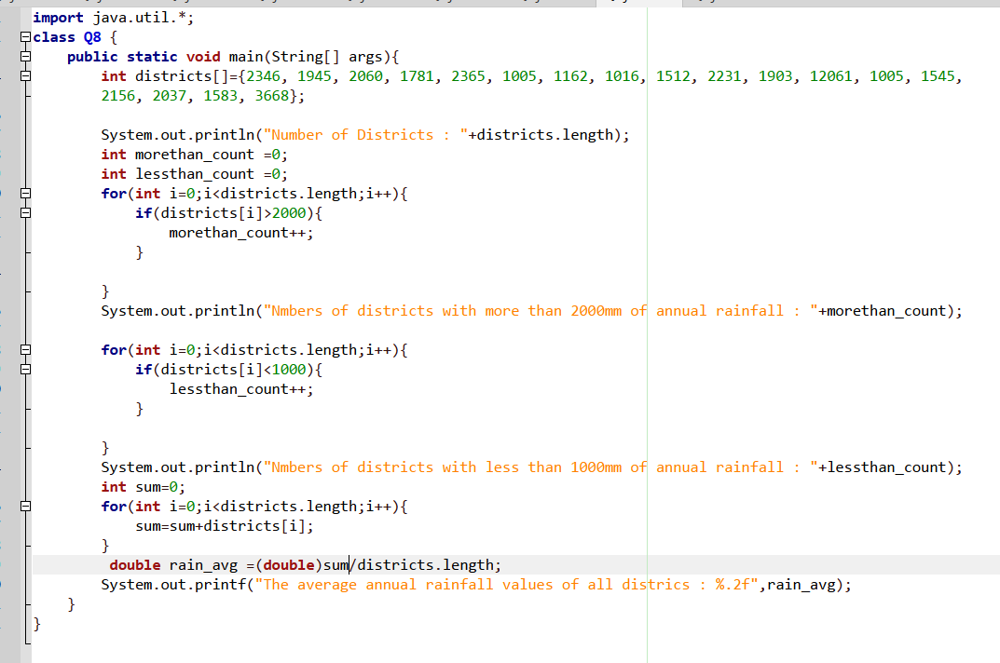 import java.util.*;
class Q8 {
public static void main(String[] args){
int districts[]={2346, 1945, 2060, 1781, 2365, 1005, 1162, 1016, 1512, 2231, 1903, 12061, 1005, 1545,
2156, 2037, 1583, 3668};
System.out.println("Number of Districts : "+districts.length);
int morethan_count =0;
int lessthan_count =0;
for(int i=0;i<districts.length;i++){
if(districts[i]>2000){
morethan_count++;
}
}
System.out.println("Nmbers of districts with more than 2000mm of annual rainfall : "+morethan_count);
for(int i=0;i<districts.length;i++){
if(districts[i]<1000){
lessthan_count++;
}
}
System.out.println("Nmbers of districts with less than 1000mm of annual rainfall : "+lessthan_count);
int sum=0;
for(int i=0;i<districts.length;i++){
sum=sum+districts[i];
}
double rain_avg =(double)sum/districts.length;
System.out.printf("The average annual rainfall values of all districs : %.2f",rain_avg);
}
}